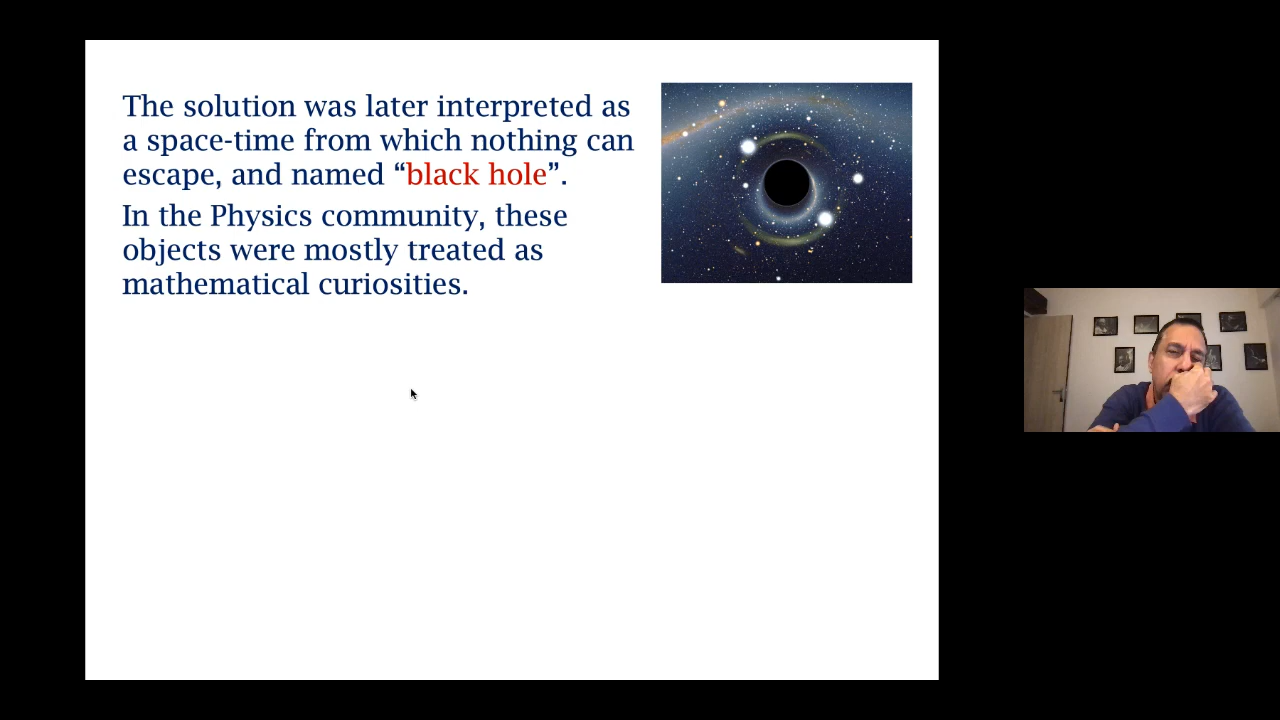 The solution was later interpreted as
a space-time from which nothing can
escape, and named “black hole”.
In the Physics community, these
objects were mostly treated as
mathematical curiosities.